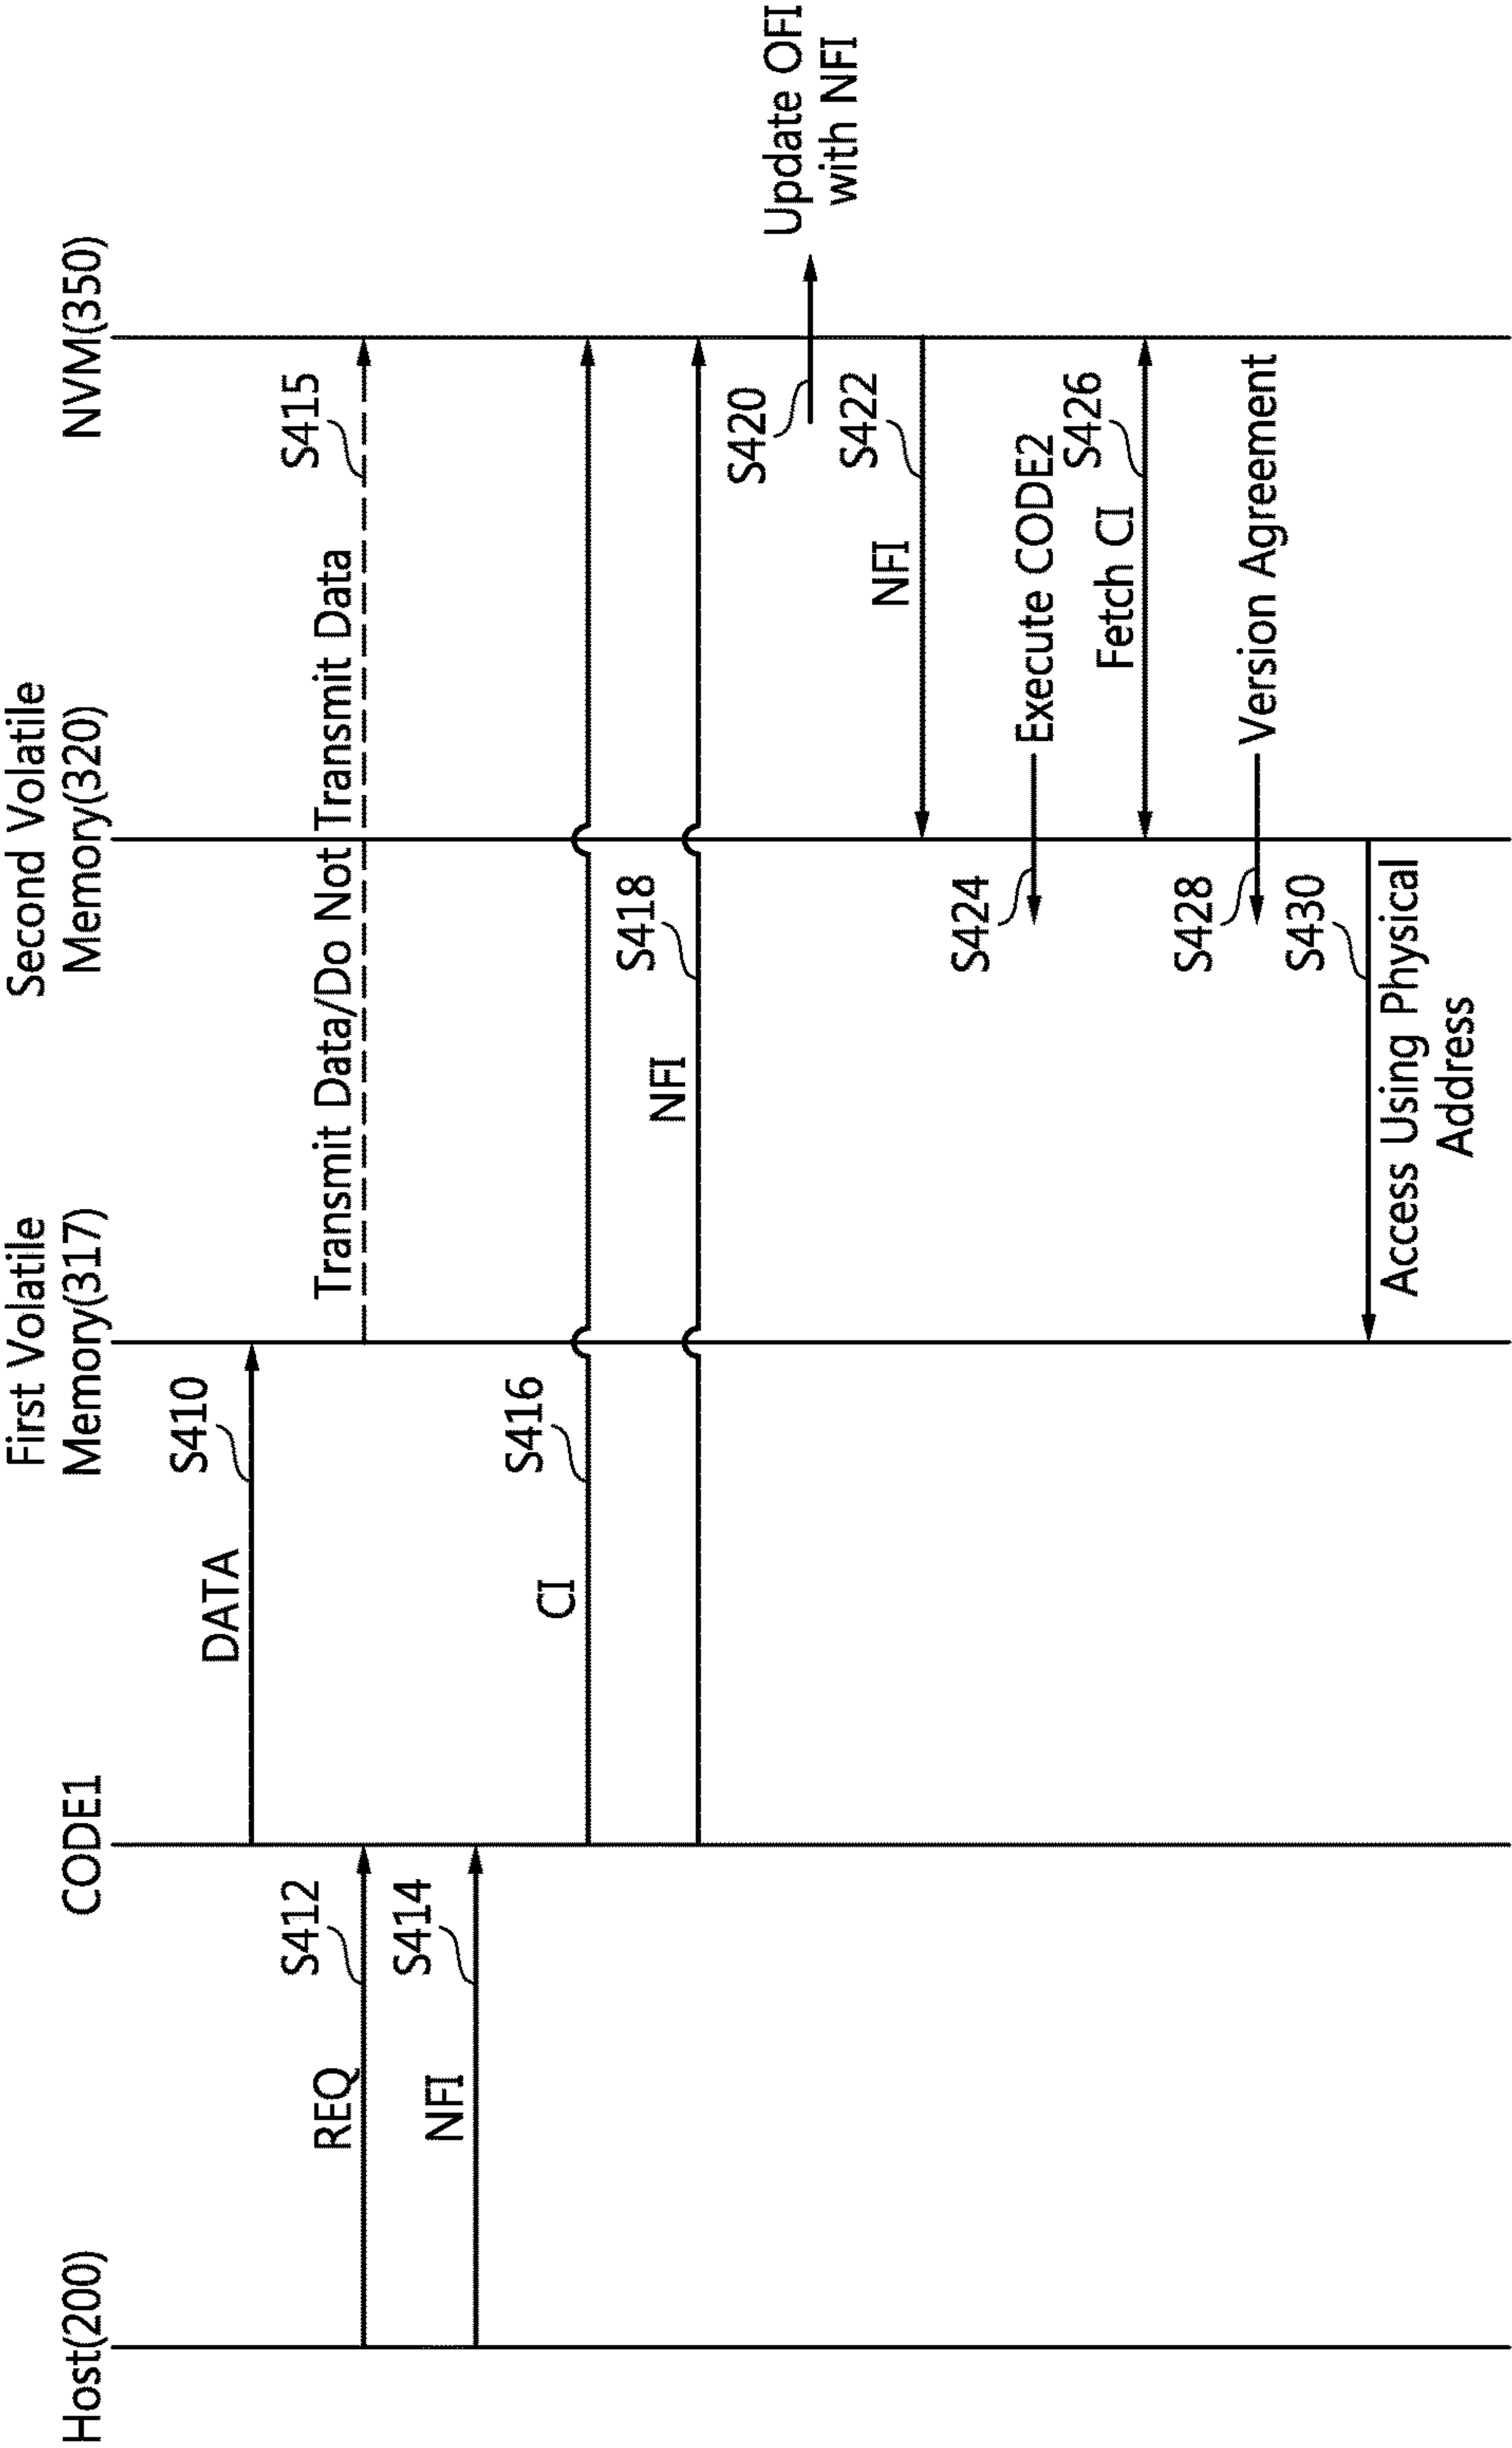 Host(200)
CODE1
First Volatile
Memory(317)
Second Volatile
Memory(320)
NVM(350)
S410
DATA
S412
REQ
S415
Transmit Data/Do Not Transmit Data
S414
NFI
S416
CI
S418
NFI
S420
Update OFI
with NFI
S422
NFI
S424
Execute CODE2
S426
Fetch CI
S428
Version Agreement
S430
Access Using Physical
Address